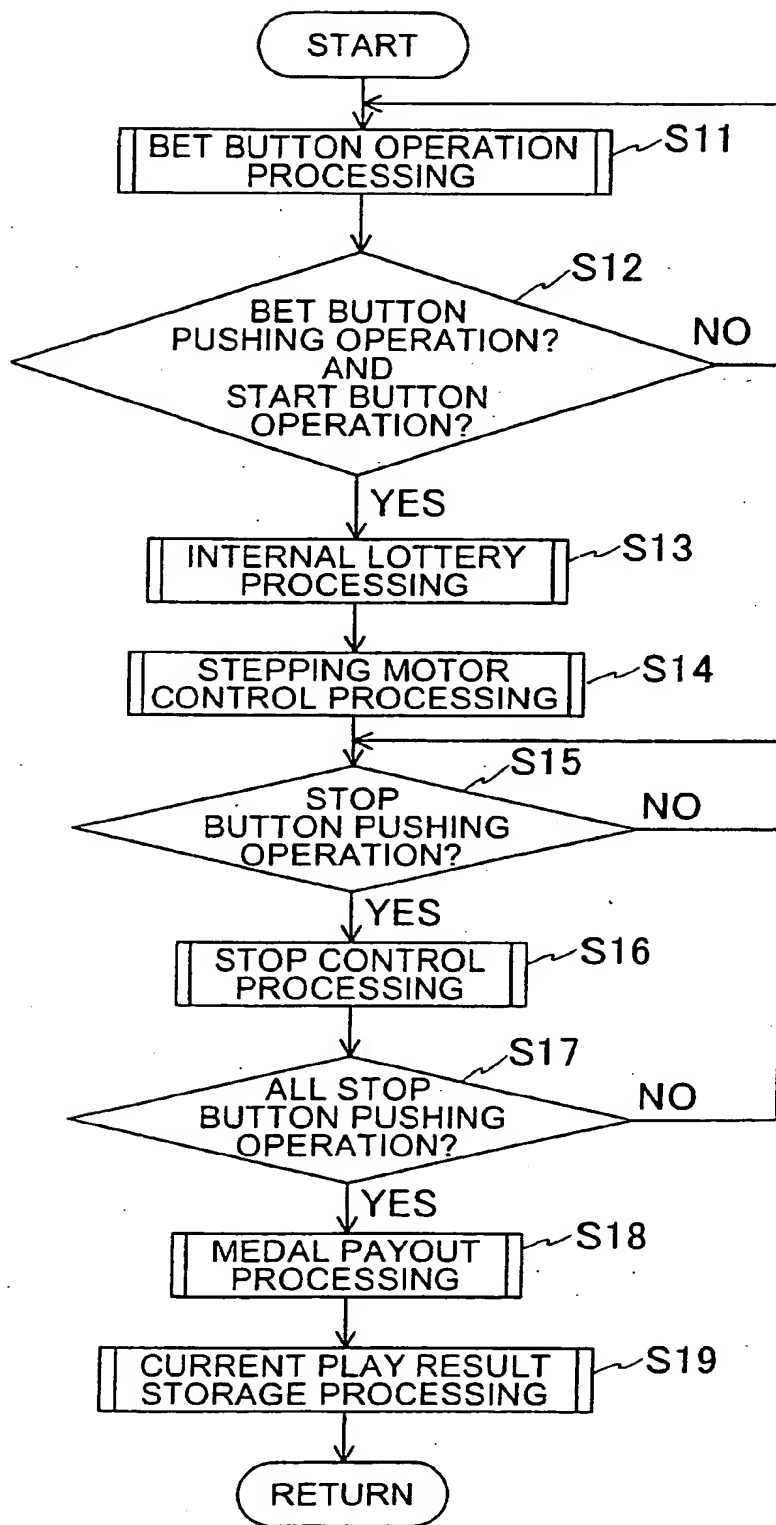 START
BET BUTTON OPERATION
PROCESSING
S11
S12
BET BUTTON
PUSHING OPERATION?
AND
START BUTTON
OPERATION?
NO
YES
INTERNAL LOTTERY
PROCESSING
S13
STEPPING MOTOR
CONTROL PROCESSING
S14
S15
STOP
BUTTON PUSHING
OPERATION?
NO
YES
STOP CONTROL
PROCESSING
S16
S17
ALL STOP
BUTTON PUSHING
OPERATION?
NO
YES
MEDAL PAYOUT
PROCESSING
S18
CURRENT PLAY RESULT
STORAGE PROCESSING
S19
RETURN